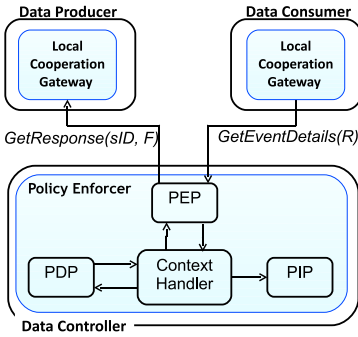 Data Producer
Data Consumer
Local
Cooperation
Gateway
Local
Cooperation
Gateway
GetResponse(sID, F)
GetEventDetails(R)
Policy Enforcer
PEP
PDP
Context
Handler
PIP
Data Controller